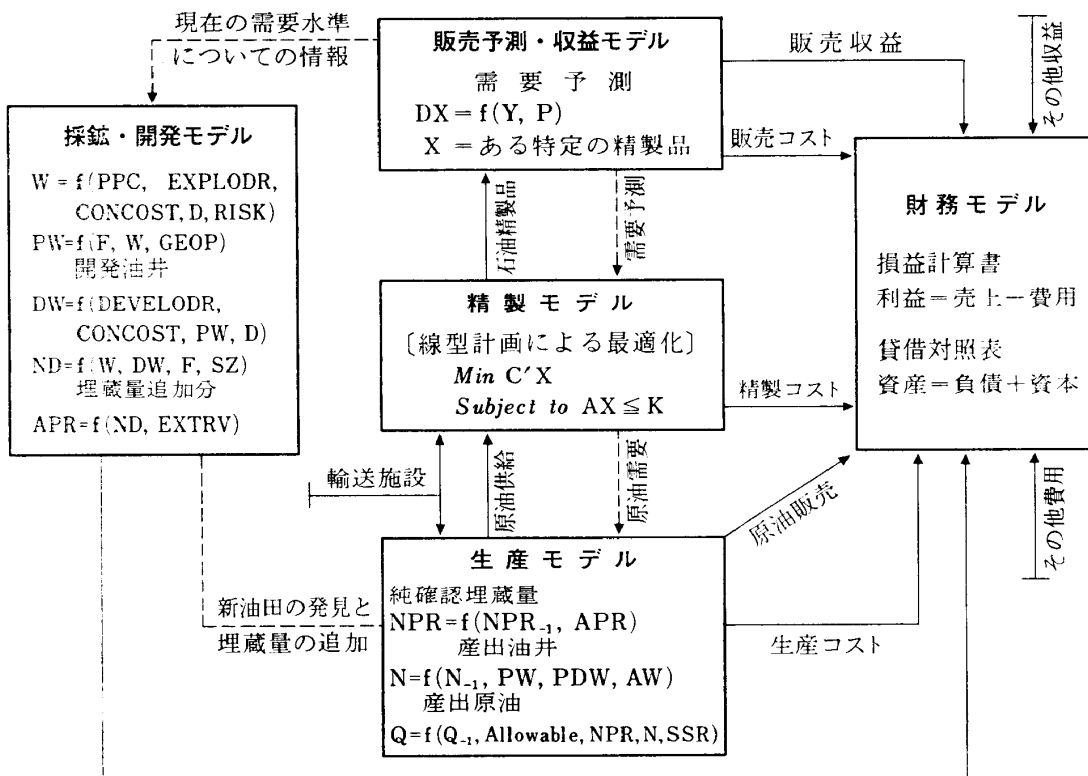 現在の需要水準
についての情報
販売予測・収益モデル
需要予測
DX=f(Y, P)
X=ある特定の精製品
販売収益
その他収益
採鉱・開発モデル
W=f(PPC, EXPLODR,
CONCOST, D, RISK)
PW=f(F, W, GEOP)
開発油井
DW=f(DEVELODR,
CONCOST, PW, D)
ND=f(W, DW, F, SZ)
埋蔵量追加分
APR=f(ND, EXTRV)
販売コスト
石油精製品
需要予測
財務モデル
損益計算書
利益=売上-費用
貸借対照表
資産=負債+資本
精製モデル
〔線型計画による最適化〕
Min C′X
Subject to AX≦K
精製コスト
輸送施設
原油供給
原油需要
原油販売
その他費用
生産モデル
純確認埋蔵量
NPR=f(NPR₋₁, APR)
産出油井
N=f(N₋₁, PW, PDW, AW)
産出原油
Q=f(Q₋₁, Allowable, NPR, N, SSR)
新油田の発見と
埋蔵量の追加
生産コスト